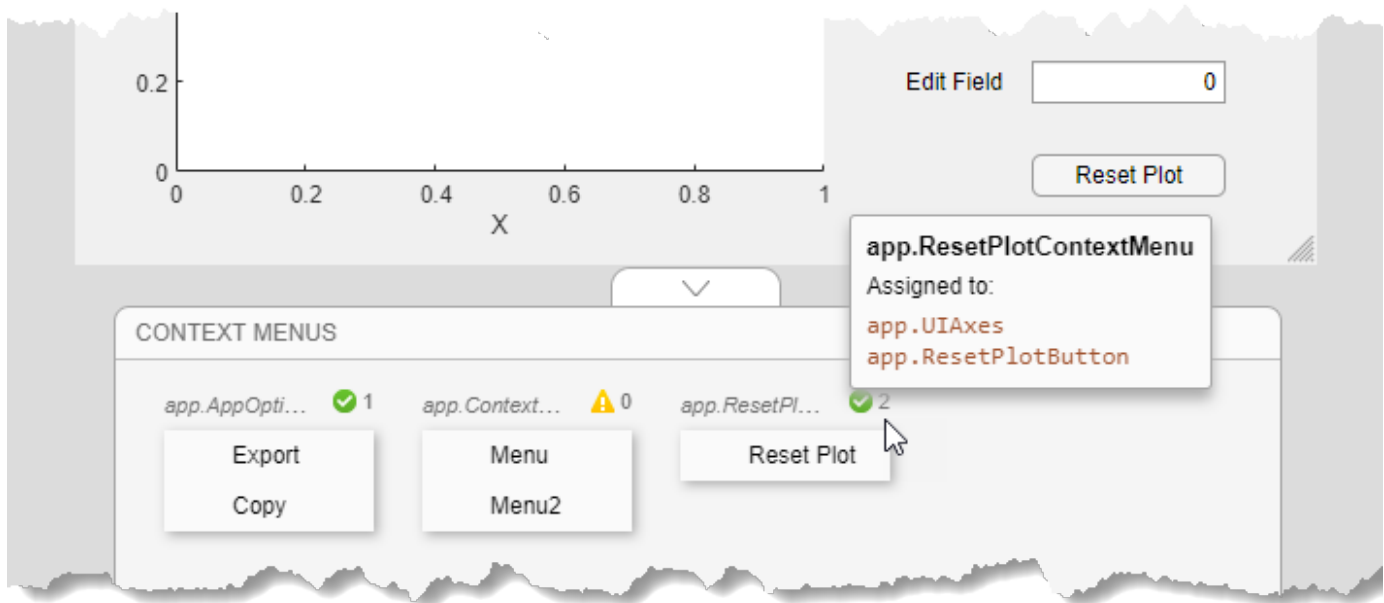 0.2
Edit Field 0
0
Reset Plot
0 0.2 0.4 0.6 0.8 1
X
app.ResetPlotContextMenu
Assigned to:
app.UIAxes
app.ResetPlotButton
CONTEXT MENUS
app.AppOpti... 1 app.Context... 0 app.ResetPl... 2
Export Menu Reset Plot
Copy Menu2